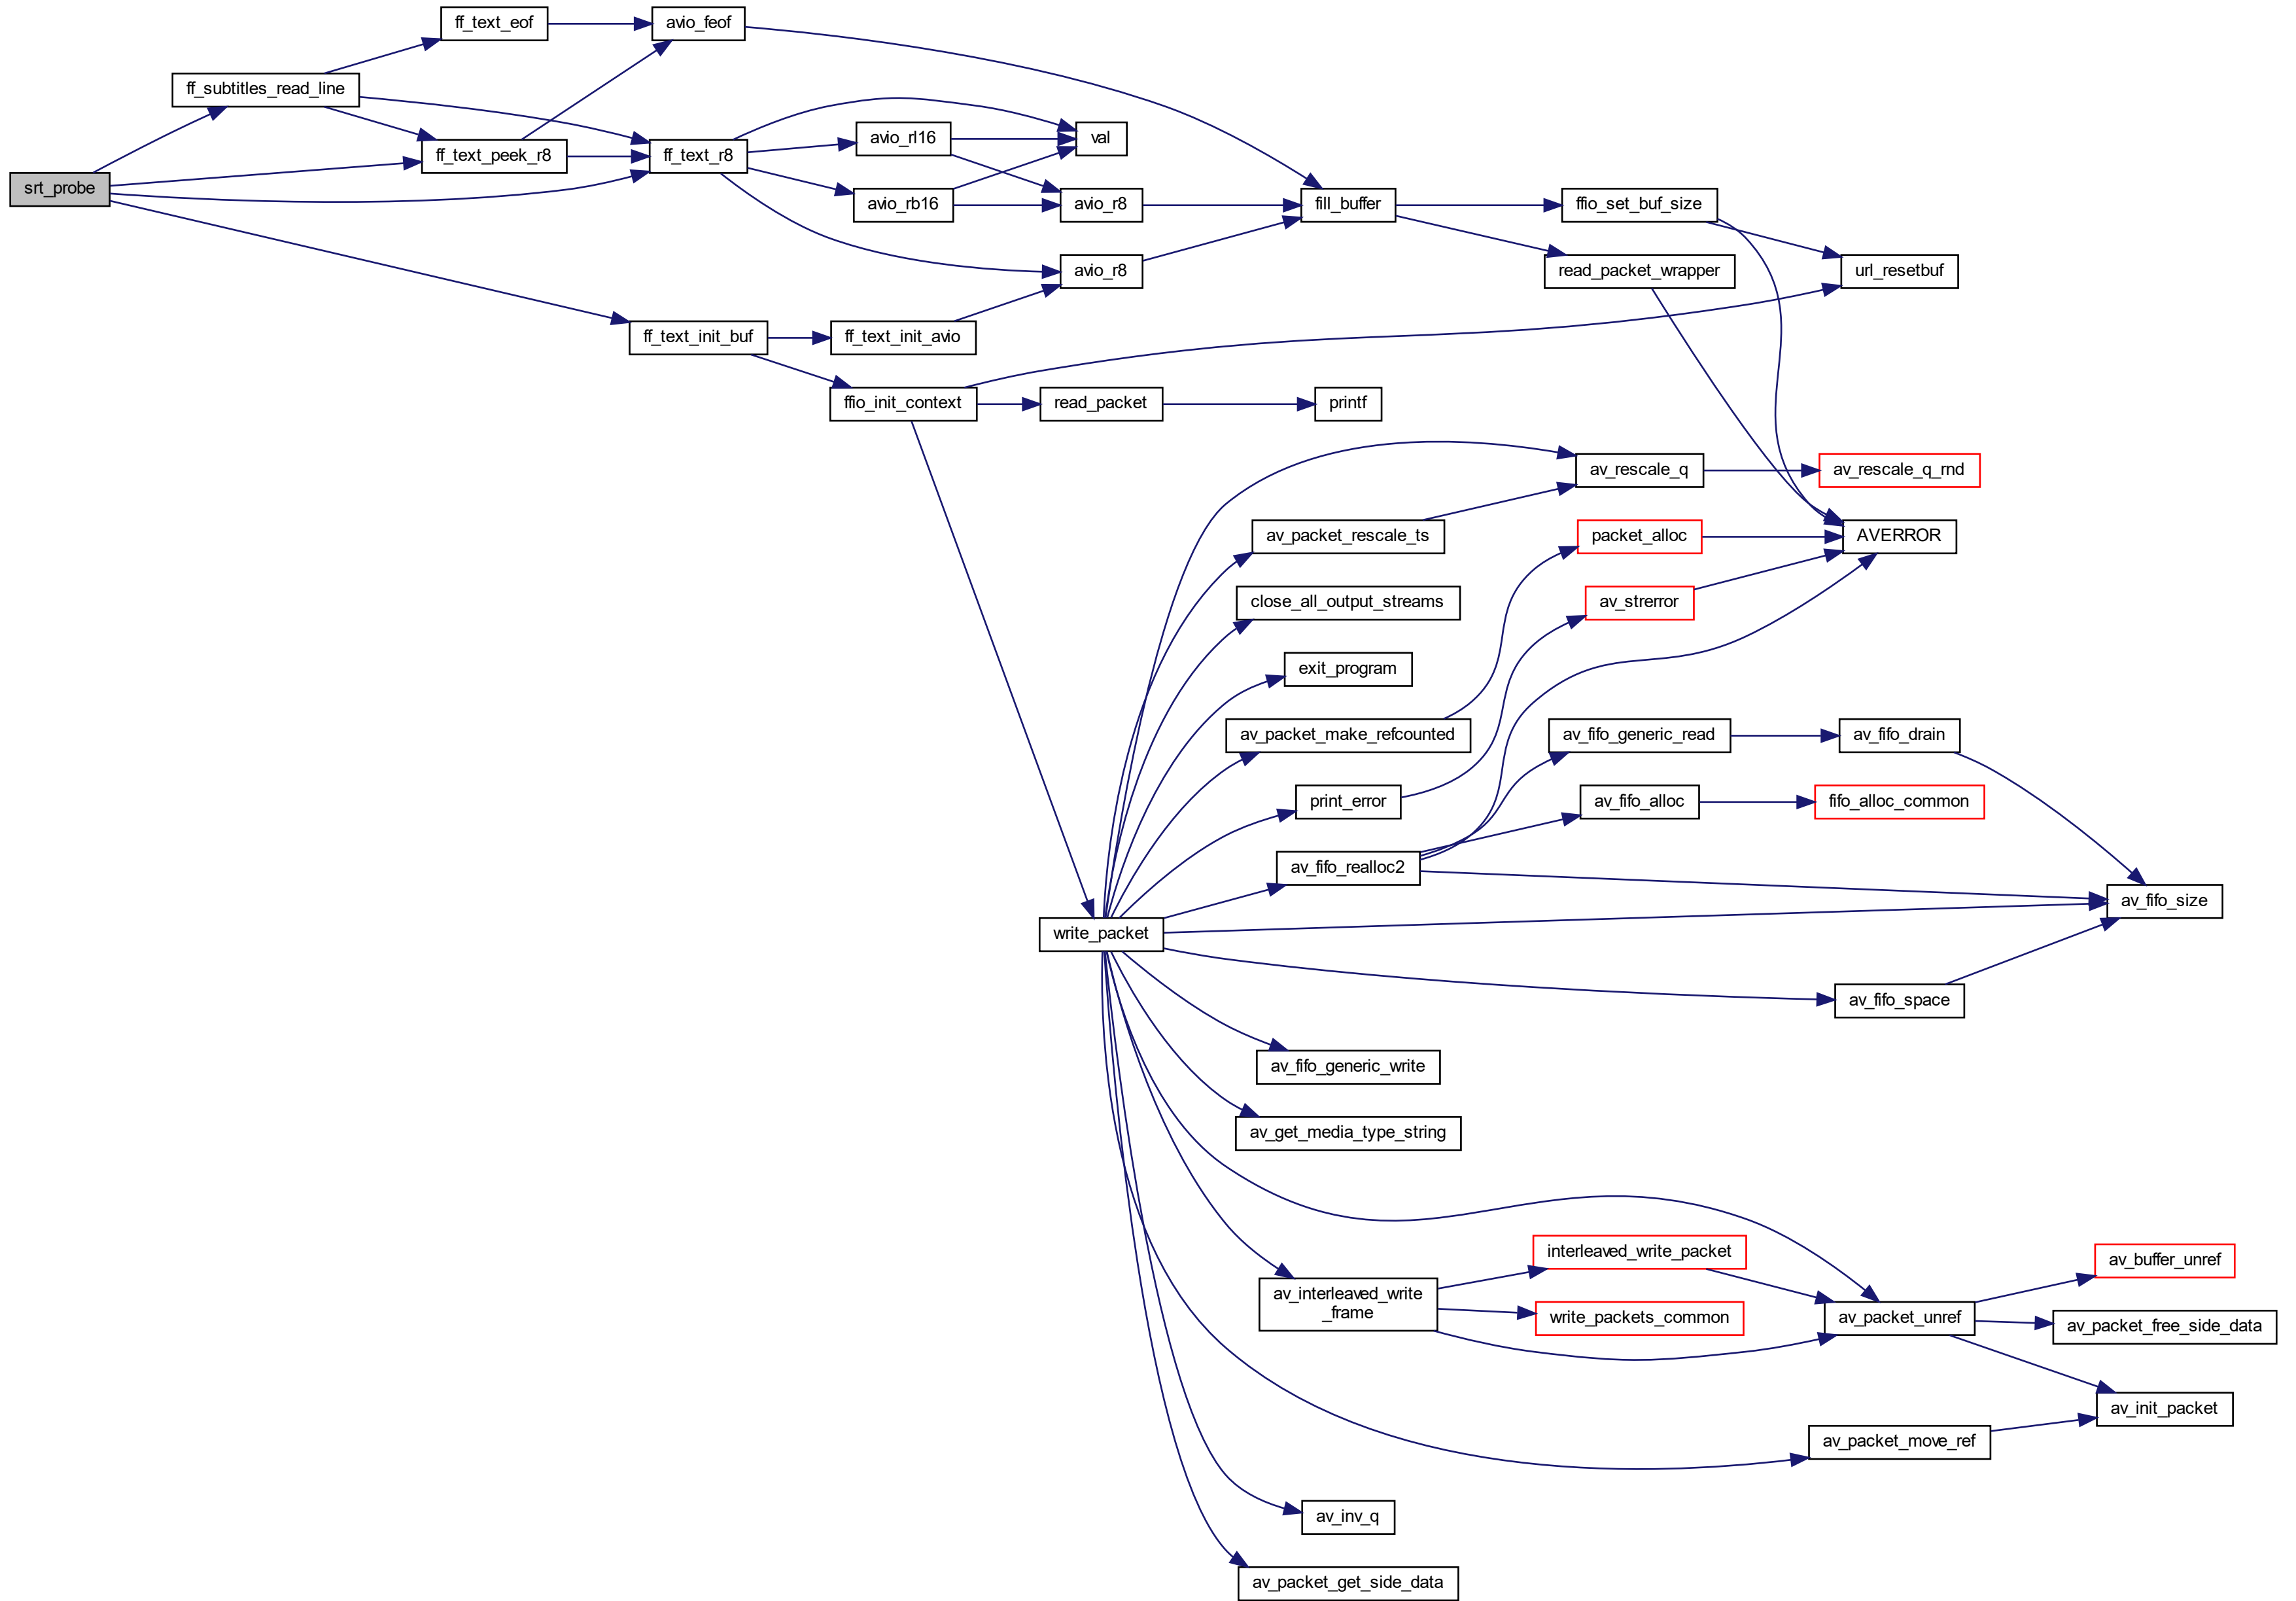 ff_text_eof
avio_feof
ff_subtitles_read_line
avio_rl16
val
ff_text_peek_r8
ff_text_r8
srt_probe
avio_rb16
avio_r8
fill_buffer
ffio_set_buf_size
avio_r8
read_packet_wrapper
url_resetbuf
ff_text_init_buf
ff_text_init_avio
ffio_init_context
read_packet
printf
av_rescale_q
av_rescale_q_rnd
av_packet_rescale_ts
packet_alloc
AVERROR
close_all_output_streams
av_strerror
exit_program
av_packet_make_refcounted
av_fifo_generic_read
av_fifo_drain
print_error
av_fifo_alloc
fifo_alloc_common
av_fifo_realloc2
av_fifo_size
write_packet
av_fifo_space
av_fifo_generic_write
av_get_media_type_string
interleaved_write_packet
av_buffer_unref
av_interleaved_write
_frame
write_packets_common
av_packet_unref
av_packet_free_side_data
av_init_packet
av_packet_move_ref
av_inv_q
av_packet_get_side_data